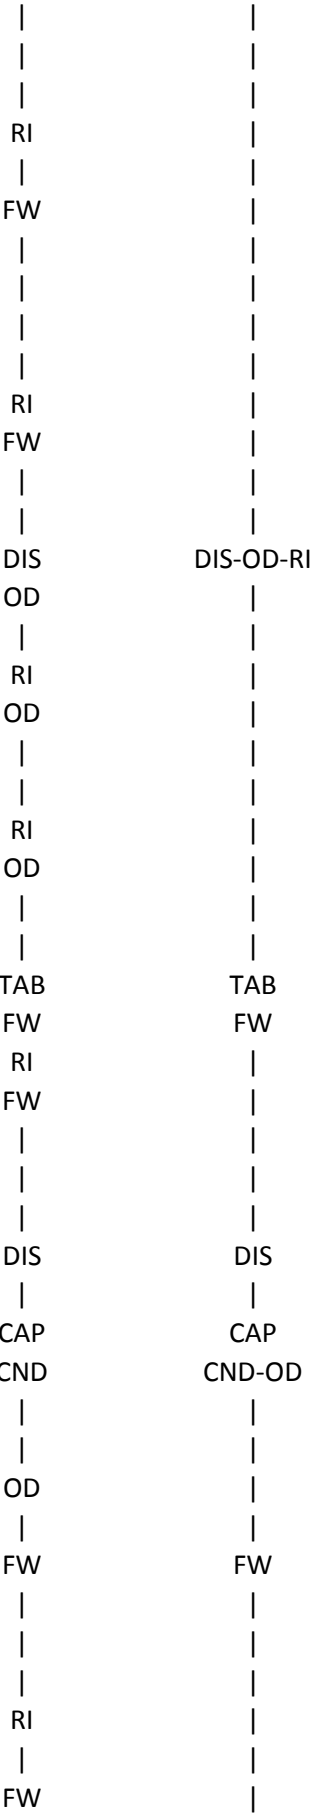 | |
| |
| |
RI |
| |
FW |
| |
| |
| |
| |
RI |
FW |
| |
| |
DIS DIS-OD-RI
OD |
| |
RI |
OD |
| |
| |
RI |
OD |
| |
| |
TAB TAB
FW FW
RI |
FW |
| |
| |
| |
DIS DIS
| |
CAP CAP
CND CND-OD
| |
| |
OD |
| |
FW FW
| |
| |
| |
RI |
| |
FW |